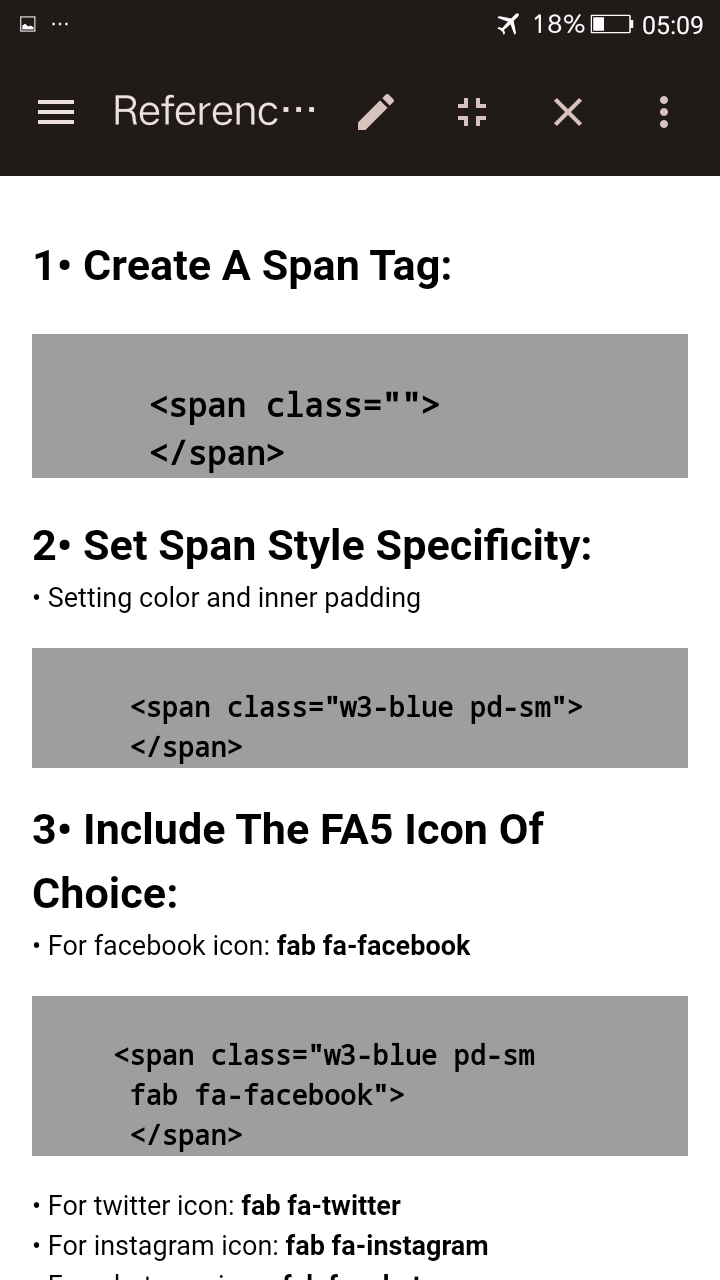 ··· 18% 05:09
Referenc···
1• Create A Span Tag:
<span class="">
</span>
2• Set Span Style Specificity:
• Setting color and inner padding
<span class="w3-blue pd-sm">
</span>
3• Include The FA5 Icon Of
Choice:
• For facebook icon: fab fa-facebook
<span class="w3-blue pd-sm
fab fa-facebook">
</span>
• For twitter icon: fab fa-twitter
• For instagram icon: fab fa-instagram